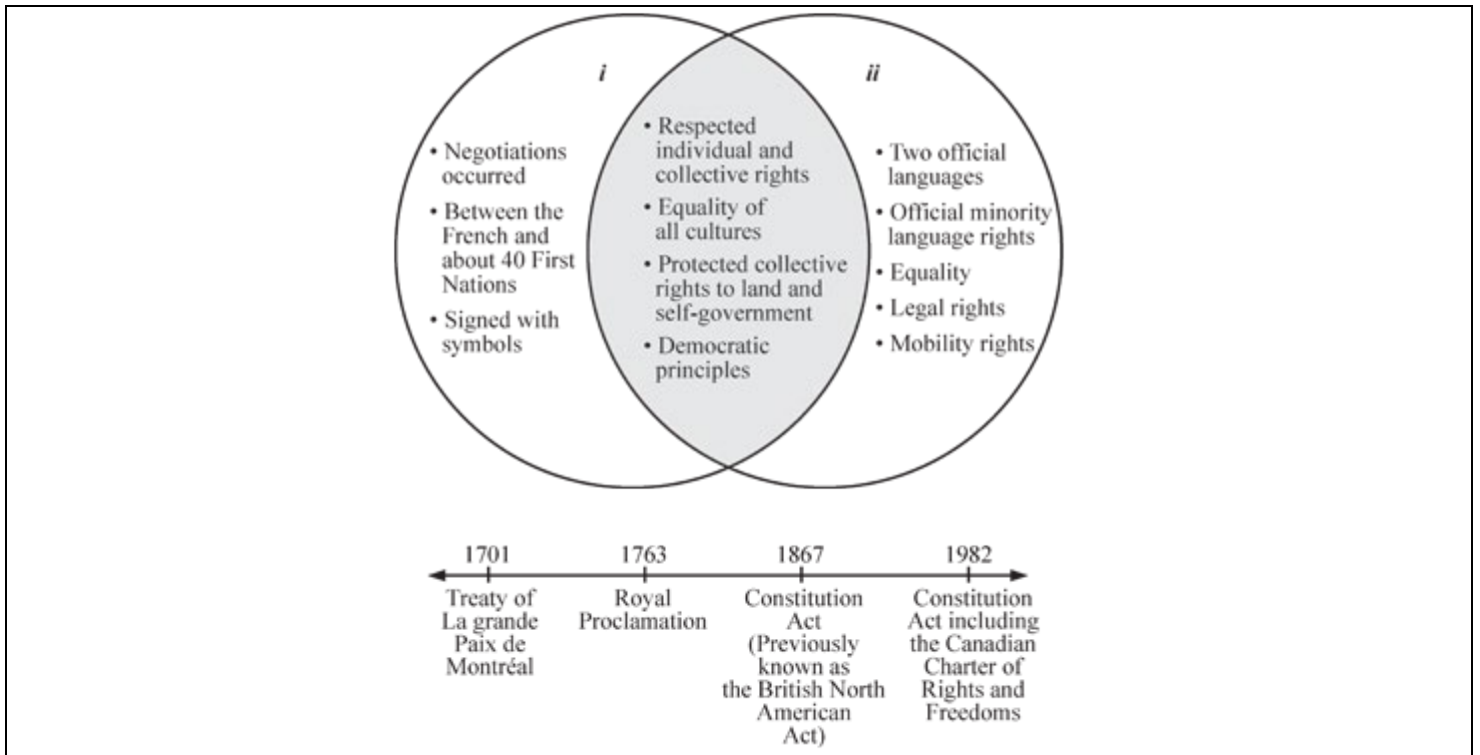 i
• Negotiations
occurred
• Between the
French and
about 40 First
Nations
• Signed with
symbols
• Respected
individual and
collective rights
• Equality of
all cultures
• Protected collective
rights to land and
self-government
• Democratic
principles
ii
• Two official
languages
• Official minority
language rights
• Equality
• Legal rights
• Mobility rights
1701
Treaty of
La grande
Paix de
Montréal
1763
Royal
Proclamation
1867
Constitution
Act
(Previously
known as
the British North
American
Act)
1982
Constitution
Act including
the Canadian
Charter of
Rights and
Freedoms